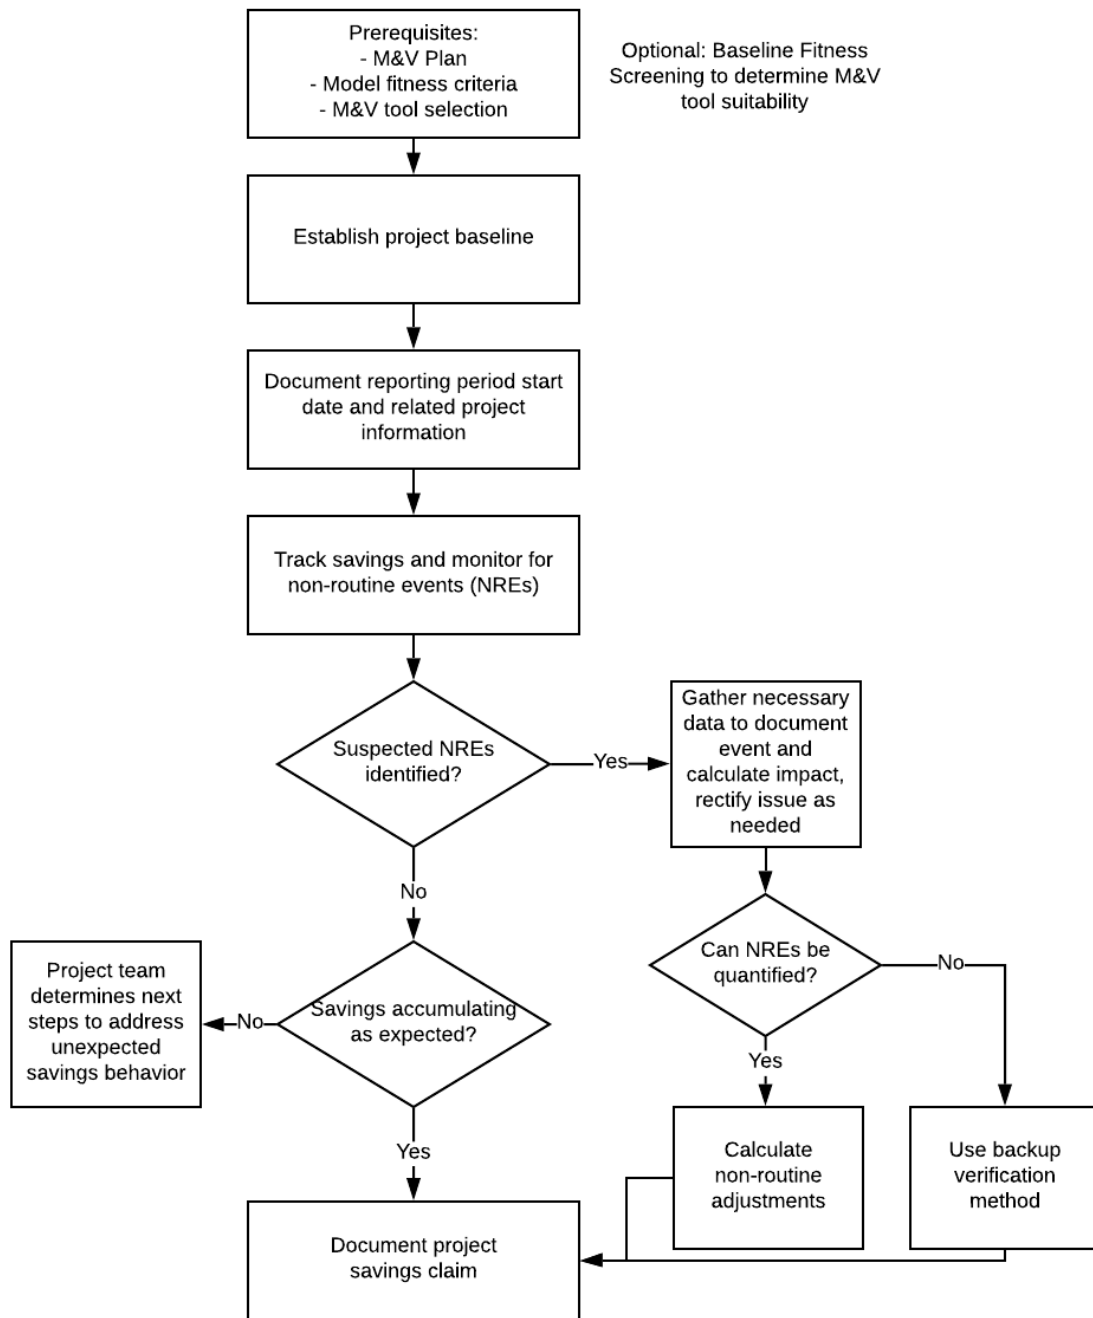 Prerequisites:
- M&V Plan
- Model fitness criteria
- M&V tool selection
Optional: Baseline Fitness
Screening to determine M&V
tool suitability
Establish project baseline
Document reporting period start
date and related project
information
Track savings and monitor for
non-routine events (NREs)
Suspected NREs
identified?
Yes
Gather necessary
data to document
event and
calculate impact,
rectify issue as
needed
No
Can NREs be
quantified?
No
Project team
determines next
steps to address
unexpected
savings behavior
No
Savings accumulating
as expected?
Yes
Yes
Calculate
non-routine
adjustments
Use backup
verification
method
Document project
savings claim